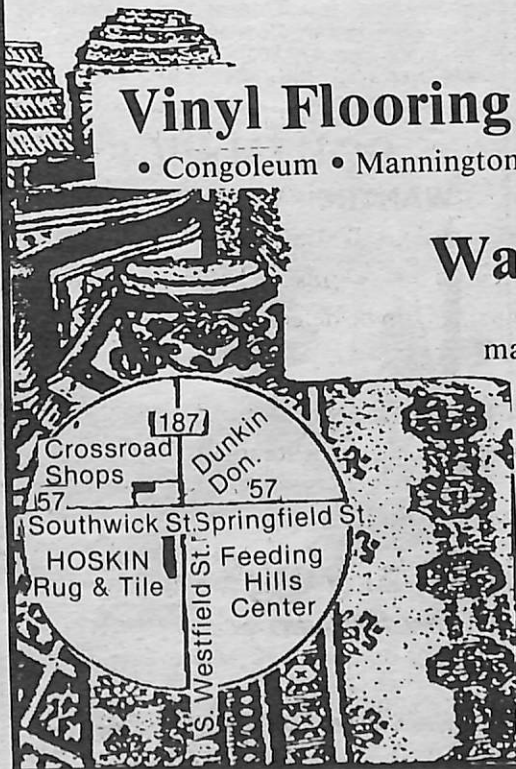 Vinyl Flooring
• Congoleum • Mannington
Wa
ma
187
Crossroad
Shops
Dunkin
Don.
57
57
Southwick St.
Springfield St.
HOSKIN
Rug & Tile
S. Westfield St.
Feeding
Hills
Center